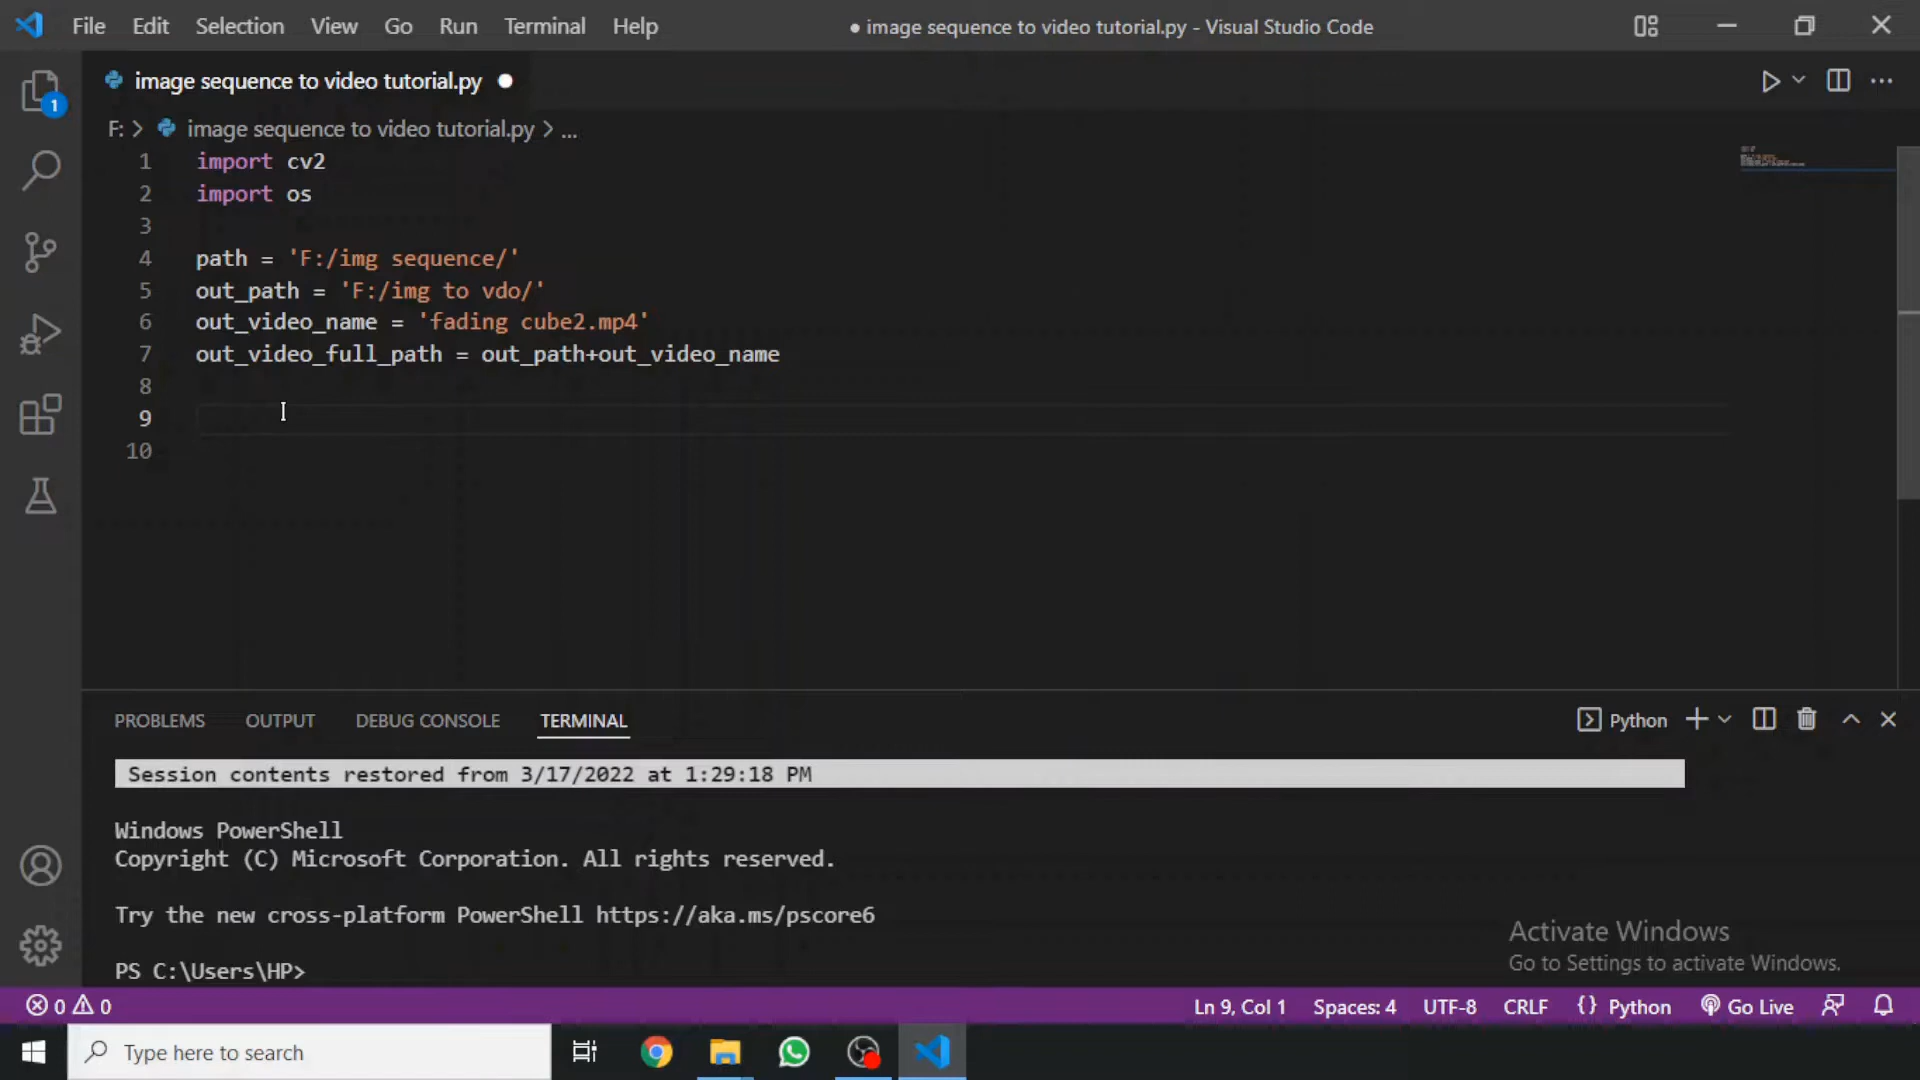 File Edit Selection View Go Run Terminal Help
● image sequence to video tutorial.py - Visual Studio Code
image sequence to video tutorial.py
F: > image sequence to video tutorial.py > ...
1 import cv2
2 import os
3
4 path = 'F:/img sequence/'
5 out_path = 'F:/img to vdo/'
6 out_video_name = 'fading cube2.mp4'
7 out_video_full_path = out_path+out_video_name
8
9
10
1
PROBLEMS OUTPUT DEBUG CONSOLE TERMINAL
Python
Session contents restored from 3/17/2022 at 1:29:18 PM
Windows PowerShell
Copyright (C) Microsoft Corporation. All rights reserved.
Try the new cross-platform PowerShell https://aka.ms/pscore6
PS C:\Users\HP>
Activate Windows
Go to Settings to activate Windows.
0 0
Ln 9, Col 1 Spaces: 4 UTF-8 CRLF {} Python Go Live
Type here to search